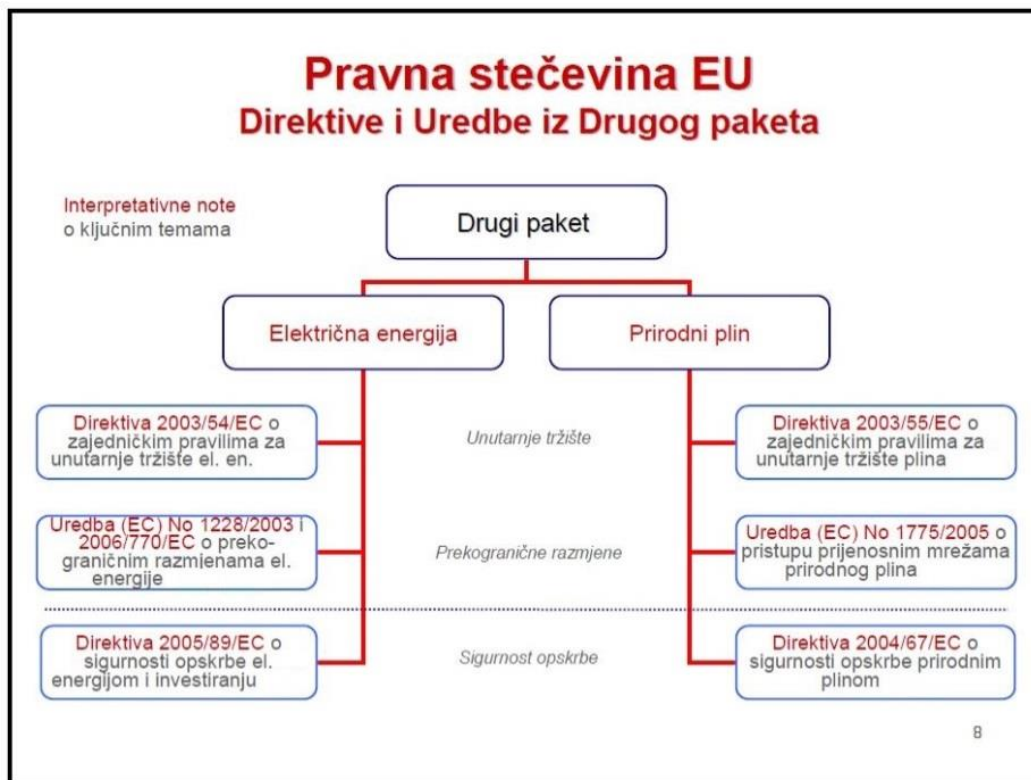 Pravna stečevina EU
Direktive i Uredbe iz Drugog paketa
Interpretativne note
o ključnim temama
Drugi paket
Električna energija
Prirodni plin
Direktiva 2003/54/EC o
zajedničkim pravilima za
unutarnje tržište el. en.
Unutarnje tržište
Direktiva 2003/55/EC o
zajedničkim pravilima za
unutarnje tržište plina
Uredba (EC) No 1228/2003 i
2006/770/EC o preko-
graničnim razmjenama el.
energije
Prekogranične razmjene
Uredba (EC) No 1775/2005 o
pristupu prijenosnim mrežama
prirodnog plina
Direktiva 2005/89/EC o
sigurnosti opskrbe el.
energijom i investiranju
Sigurnost opskrbe
Direktiva 2004/67/EC o
sigurnosti opskrbe prirodnim
plinom
8